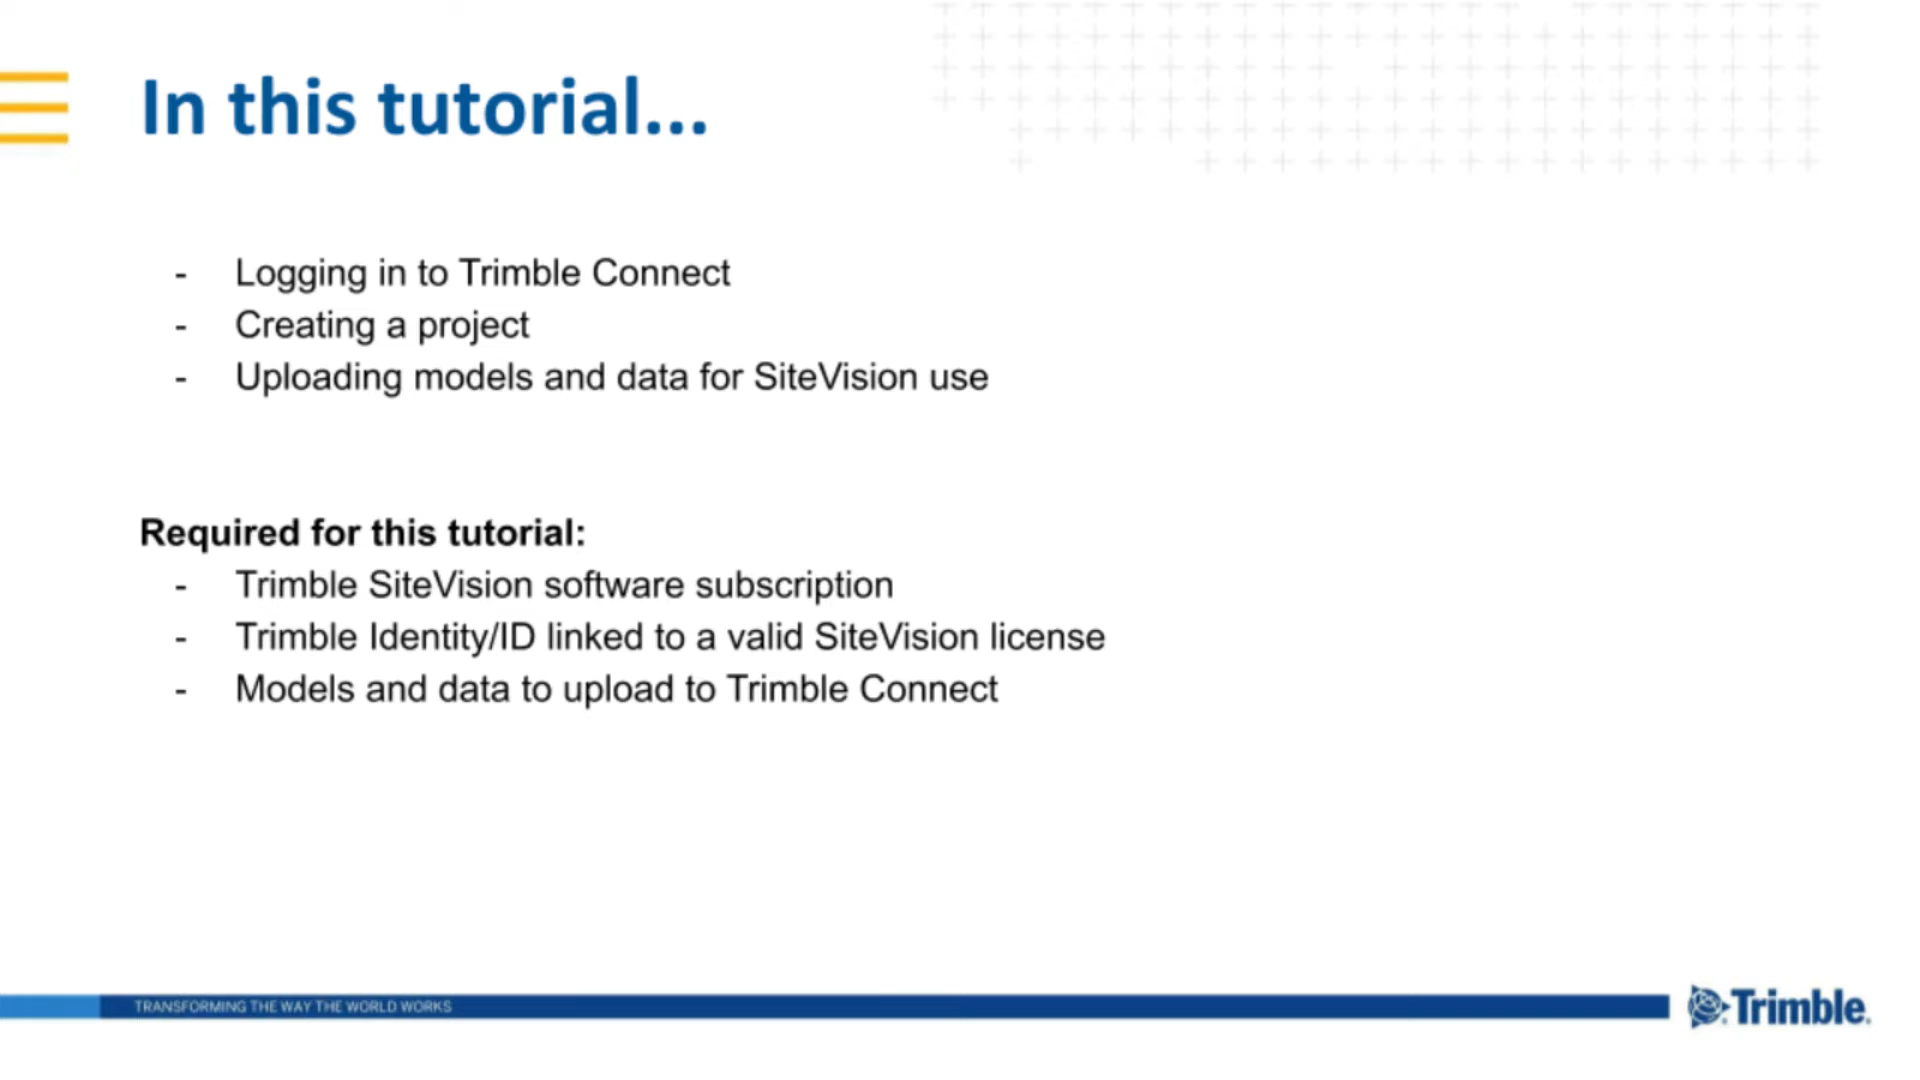 In this tutorial...
- Logging in to Trimble Connect
- Creating a project
- Uploading models and data for SiteVision use
Required for this tutorial:
- Trimble SiteVision software subscription
- Trimble Identity/ID linked to a valid SiteVision license
- Models and data to upload to Trimble Connect
TRANSFORMING THE WAY THE WORLD WORKS
Trimble